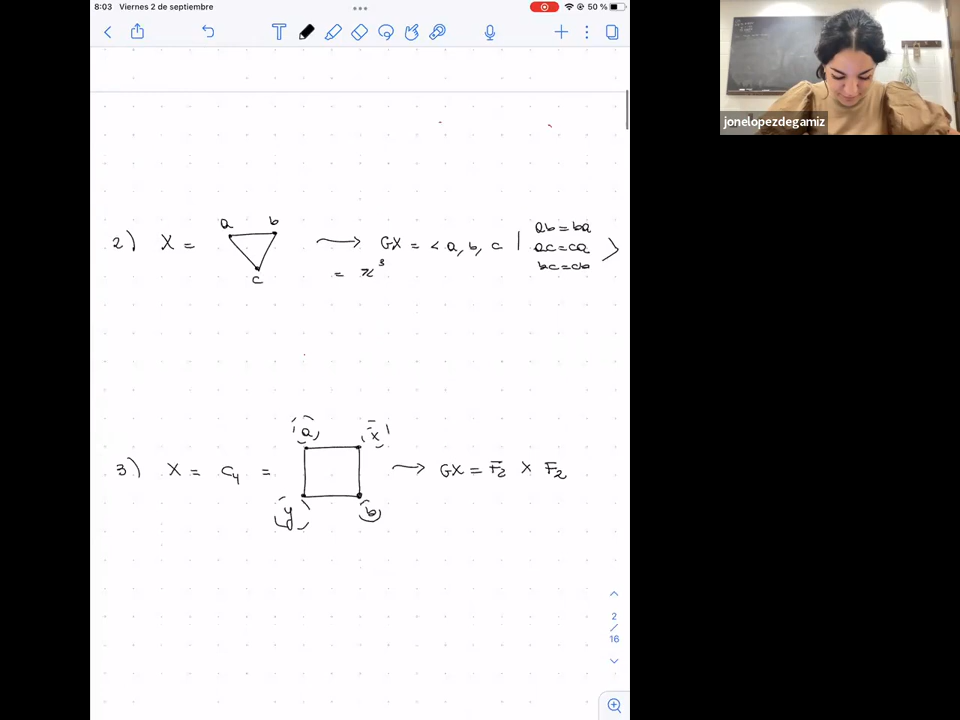 8:03 Viernes 2 de septiembre
50 %
jonelopezdegamiz
a b
2) X = ⟿ GX = < a, b, c | ab = ba
ac = ca
bc = cb >
= ℤ³
c
a x
3) X = C₄ = ⟿ GX = F₂ × F₂
y b
2
/
16